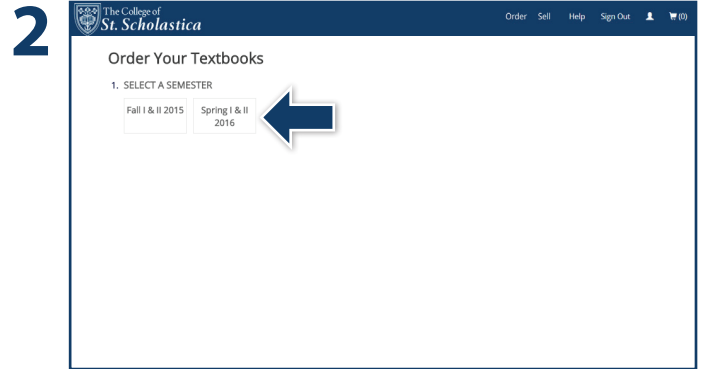 2
The College of
St. Scholastica
Order Sell Help Sign Out (0)
Order Your Textbooks
1. SELECT A SEMESTER
Fall I & II 2015
Spring I & II
2016